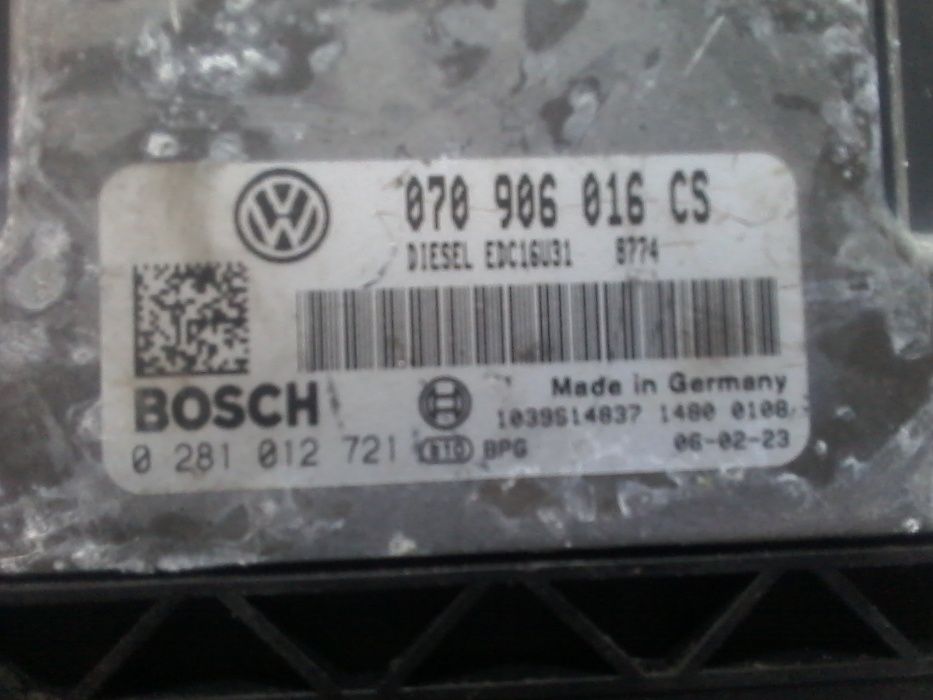 070 906 016 CS
DIESEL EDC16U31 8774
BOSCH
Made in Germany
1039S14837 1480 0108
0 281 012 721 BPG
06-02-23